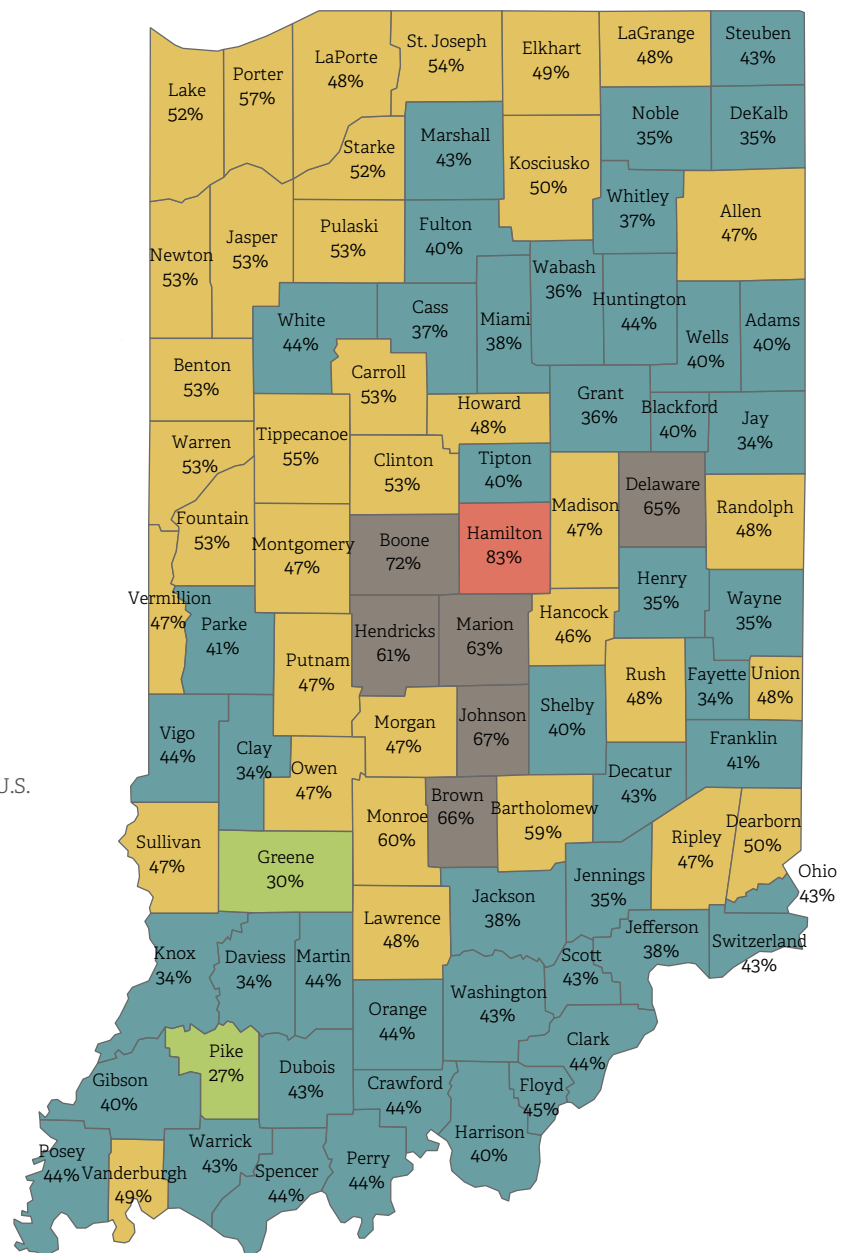 Steuben
43%
LaGrange
48%
St. Joseph
54%
Elkhart
49%
LaPorte
48%
Porter
57%
Lake
52%
Noble
35%
DeKalb
35%
Marshall
43%
Starke
52%
Kosciusko
50%
Whitley
37%
Allen
47%
Pulaski
53%
Fulton
40%
Jasper
53%
Newton
53%
Wabash
36%
Huntington
44%
White
44%
Cass
37%
Miami
38%
Wells
40%
Adams
40%
Benton
53%
Carroll
53%
Howard
48%
Grant
36%
Blackford
40%
Jay
34%
Warren
53%
Tippecanoe
55%
Clinton
53%
Tipton
40%
Madison
47%
Delaware
65%
Randolph
48%
Fountain
53%
Montgomery
47%
Boone
72%
Hamilton
83%
Vermillion
47%
Parke
41%
Henry
35%
Wayne
35%
Hendricks
61%
Marion
63%
Hancock
46%
Putnam
47%
Rush
48%
Fayette
34%
Union
48%
Morgan
47%
Johnson
67%
Shelby
40%
Vigo
44%
Clay
34%
Owen
47%
Franklin
41%
Decatur
43%
U.S.
Monroe
60%
Brown
66%
Bartholomew
59%
Sullivan
47%
Greene
30%
Ripley
47%
Dearborn
50%
Ohio
43%
Jennings
35%
Jackson
38%
Lawrence
48%
Jefferson
38%
Switzerland
43%
Knox
34%
Daviess
34%
Martin
44%
Scott
43%
Washington
43%
Orange
44%
Clark
44%
Pike
27%
Dubois
43%
Gibson
40%
Crawford
44%
Floyd
45%
Harrison
40%
Posey
44%
Vanderburgh
49%
Warrick
43%
Spencer
44%
Perry
44%